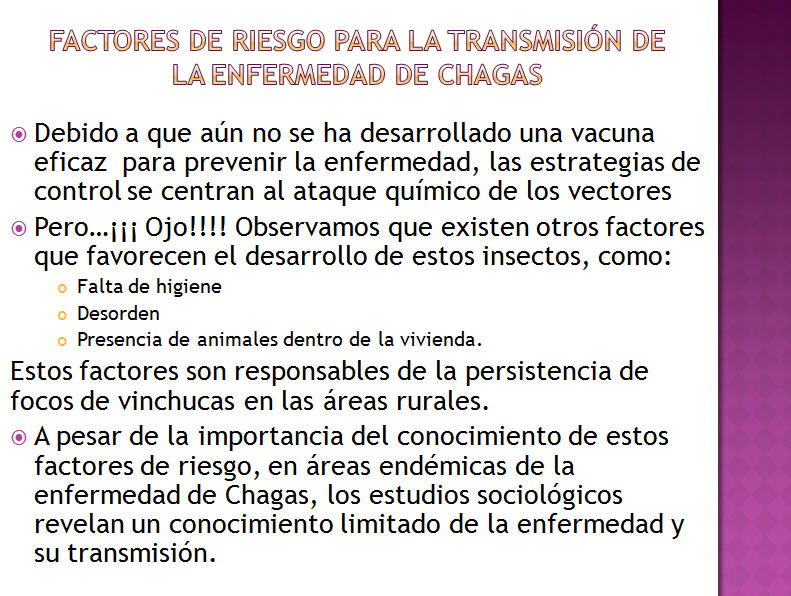 FACTORES DE RIESGO PARA LA TRANSMISIÓN DE
LA ENFERMEDAD DE CHAGAS
Debido a que aún no se ha desarrollado una vacuna
eficaz  para prevenir la enfermedad, las estrategias de
control se centran al ataque químico de los vectores
Pero…¡¡¡ Ojo!!!! Observamos que existen otros factores
que favorecen el desarrollo de estos insectos, como:
Falta de higiene
Desorden
Presencia de animales dentro de la vivienda.
Estos factores son responsables de la persistencia de
focos de vinchucas en las áreas rurales.
A pesar de la importancia del conocimiento de estos
factores de riesgo, en áreas endémicas de la
enfermedad de Chagas, los estudios sociológicos
revelan un conocimiento limitado de la enfermedad y
su transmisión.